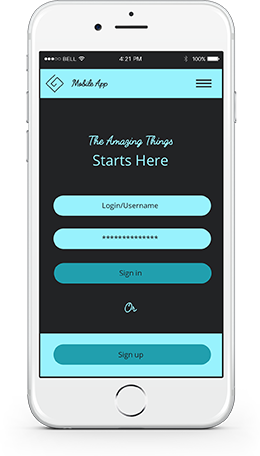 BELL 4:21 PM 100%
Mobile App
The Amazing Things
Starts Here
Login/Username
**************
Sign in
Or
Sign up